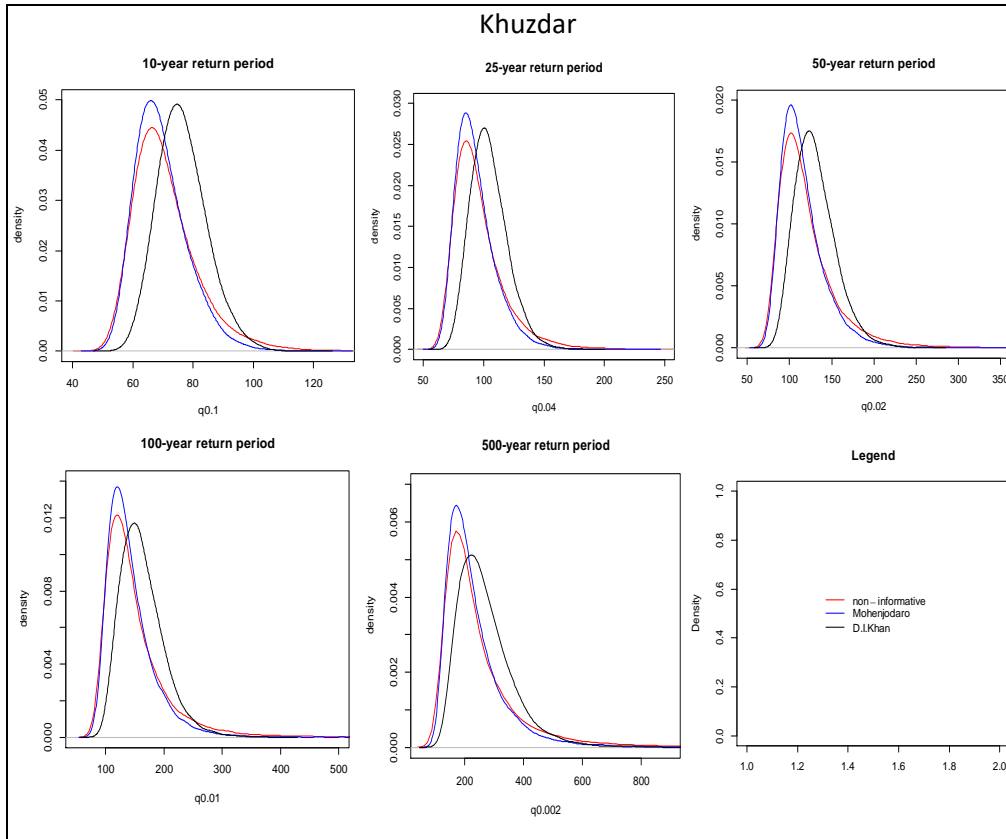 Khuzdar
10-year return period
25-year return period
50-year return period
density
0.00 0.01 0.02 0.03 0.04 0.05
40 60 80 100 120
q0.1
density
0.000 0.005 0.010 0.015 0.020 0.025 0.030
50 100 150 200 250
q0.04
density
0.000 0.005 0.010 0.015 0.020
50 100 150 200 250 300 350
q0.02
100-year return period
500-year return period
Legend
density
0.000 0.004 0.008 0.012
100 200 300 400 500
q0.01
density
0.000 0.002 0.004 0.006
200 400 600 800
q0.002
Density
0.0 0.2 0.4 0.6 0.8 1.0
non – informative
Mohenjodaro
D.I.Khan
1.0 1.2 1.4 1.6 1.8 2.0